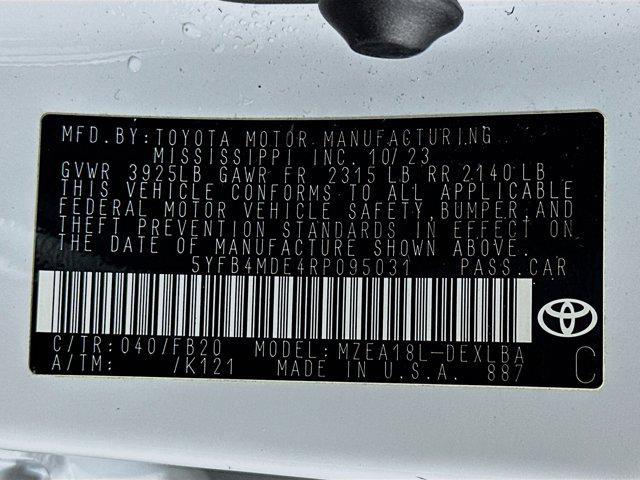 MFD. BY: TOYOTA MOTOR MANUFACTURING
MISSISSIPPI INC. 10/23
GVWR 3925LB GAWR FR 2315 LB RR 2140 LB
THIS VEHICLE CONFORMS TO ALL APPLICABLE
FEDERAL MOTOR VEHICLE SAFETY, BUMPER, AND
THEFT PREVENTION STANDARDS IN EFFECT ON
THE DATE OF MANUFACTURE SHOWN ABOVE.
5YFB4MDE4RP095031 PASS.CAR
C/TR: 040/FB20 MODEL: MZEA18L-DEXLBA
A/TM: /K121 MADE IN U.S.A. 887
C